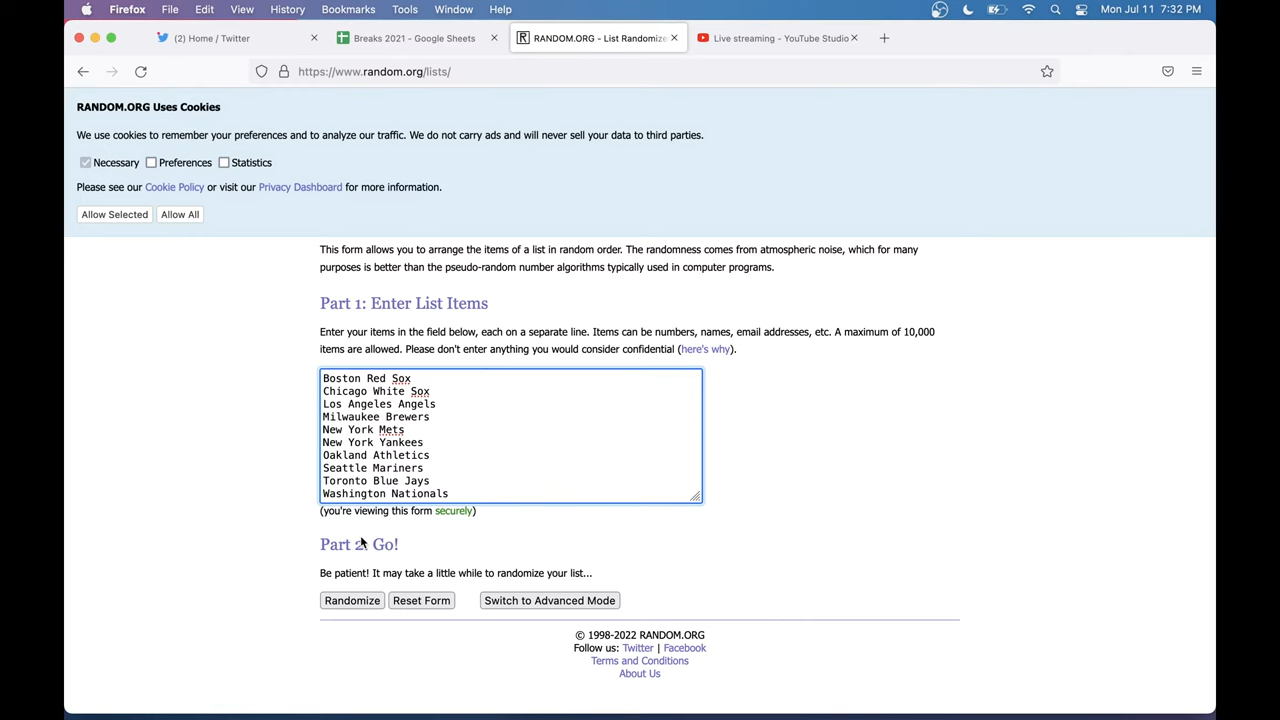 Firefox File Edit View History Bookmarks Tools Window Help Mon Jul 11 7:32 PM
(2) Home / Twitter Breaks 2021 - Google Sheets RANDOM.ORG - List Randomize Live streaming - YouTube Studio
https://www.random.org/lists/
RANDOM.ORG Uses Cookies
We use cookies to remember your preferences and to analyze our traffic. We do not carry ads and will never sell your data to third parties.
Necessary Preferences Statistics
Please see our Cookie Policy or visit our Privacy Dashboard for more information.
Allow Selected Allow All
This form allows you to arrange the items of a list in random order. The randomness comes from atmospheric noise, which for many
purposes is better than the pseudo-random number algorithms typically used in computer programs.
Part 1: Enter List Items
Enter your items in the field below, each on a separate line. Items can be numbers, names, email addresses, etc. A maximum of 10,000
items are allowed. Please don't enter anything you would consider confidential (here's why).
Boston Red Sox
Chicago White Sox
Los Angeles Angels
Milwaukee Brewers
New York Mets
New York Yankees
Oakland Athletics
Seattle Mariners
Toronto Blue Jays
Washington Nationals
(you're viewing this form securely)
Part 2: Go!
Be patient! It may take a little while to randomize your list...
Randomize Reset Form Switch to Advanced Mode
© 1998-2022 RANDOM.ORG
Follow us: Twitter | Facebook
Terms and Conditions
About Us